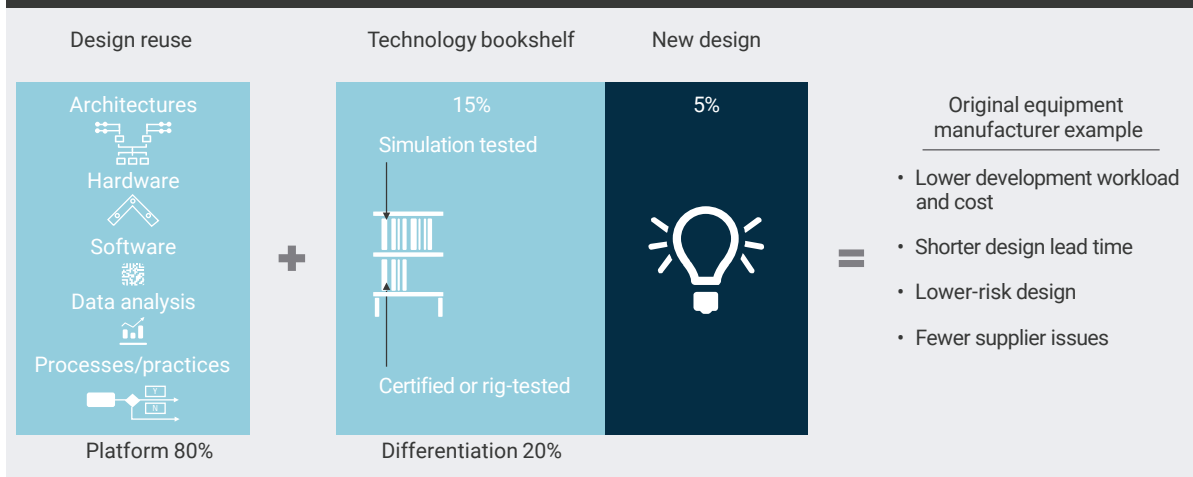 Design reuse
Technology bookshelf
New design
Architectures
Hardware
Software
Data analysis
Processes/practices
Y
N
Platform 80%
+
15%
Simulation tested
Certified or rig-tested
5%
Differentiation 20%
=
Original equipment
manufacturer example
• Lower development workload
and cost
• Shorter design lead time
• Lower-risk design
• Fewer supplier issues